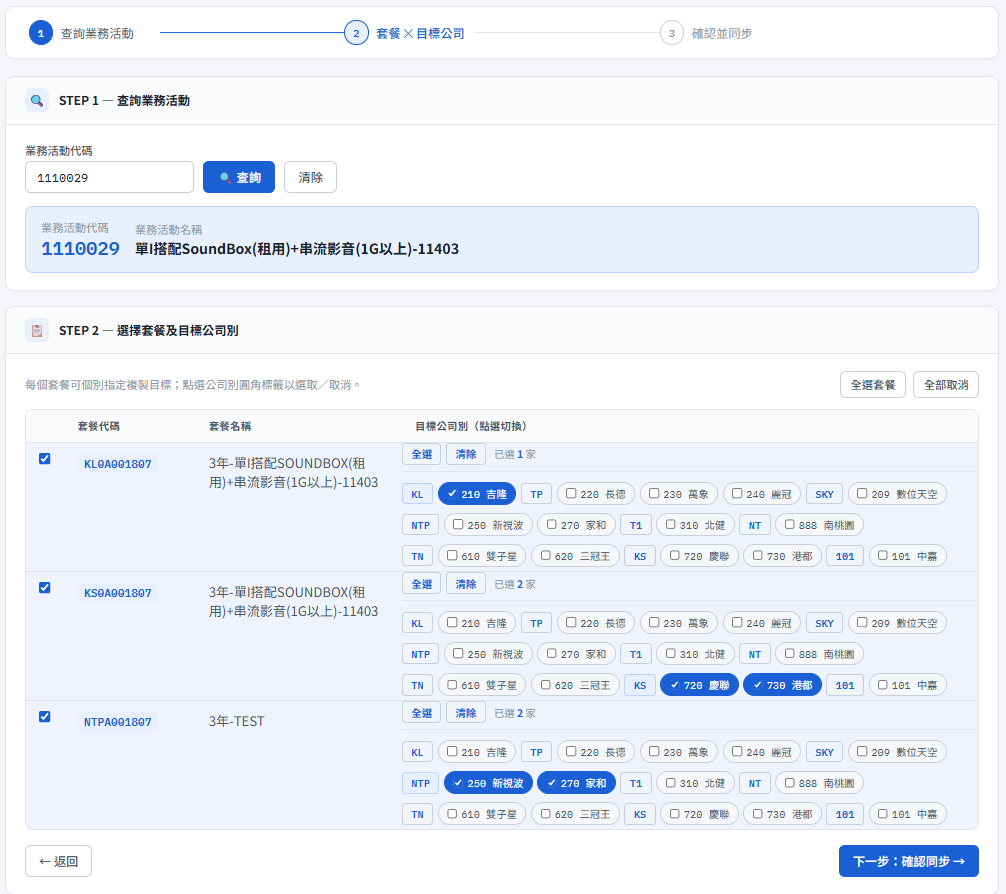 1 查詢業務活動 2 套餐 × 目標公司 3 確認並同步
STEP 1 — 查詢業務活動
業務活動代碼
1110029 查詢 清除
業務活動代碼 業務活動名稱
1110029 單I搭配SoundBox(租用)+串流影音(1G以上)-11403
STEP 2 — 選擇套餐及目標公司別
每個套餐可個別指定複製目標；點選公司別圓角標籤以選取／取消。 全選套餐 全部取消
套餐代碼 套餐名稱 目標公司別（點選切換）
全選 清除 已選 1 家
KL0A001807 3年-單I搭配SOUNDBOX(租
用)+串流影音(1G以上)-11403
KL 210 吉隆 TP 220 長德 230 萬象 240 麗冠 SKY 209 數位天空
NTP 250 新視波 270 家和 T1 310 北健 NT 888 南桃園
TN 610 雙子星 620 三冠王 KS 720 慶聯 730 港都 101 101 中嘉
全選 清除 已選 2 家
KS0A001807 3年-單I搭配SOUNDBOX(租
用)+串流影音(1G以上)-11403
KL 210 吉隆 TP 220 長德 230 萬象 240 麗冠 SKY 209 數位天空
NTP 250 新視波 270 家和 T1 310 北健 NT 888 南桃園
TN 610 雙子星 620 三冠王 KS 720 慶聯 730 港都 101 101 中嘉
全選 清除 已選 2 家
NTPA001807 3年-TEST
KL 210 吉隆 TP 220 長德 230 萬象 240 麗冠 SKY 209 數位天空
NTP 250 新視波 270 家和 T1 310 北健 NT 888 南桃園
TN 610 雙子星 620 三冠王 KS 720 慶聯 730 港都 101 101 中嘉
← 返回 下一步：確認同步 →